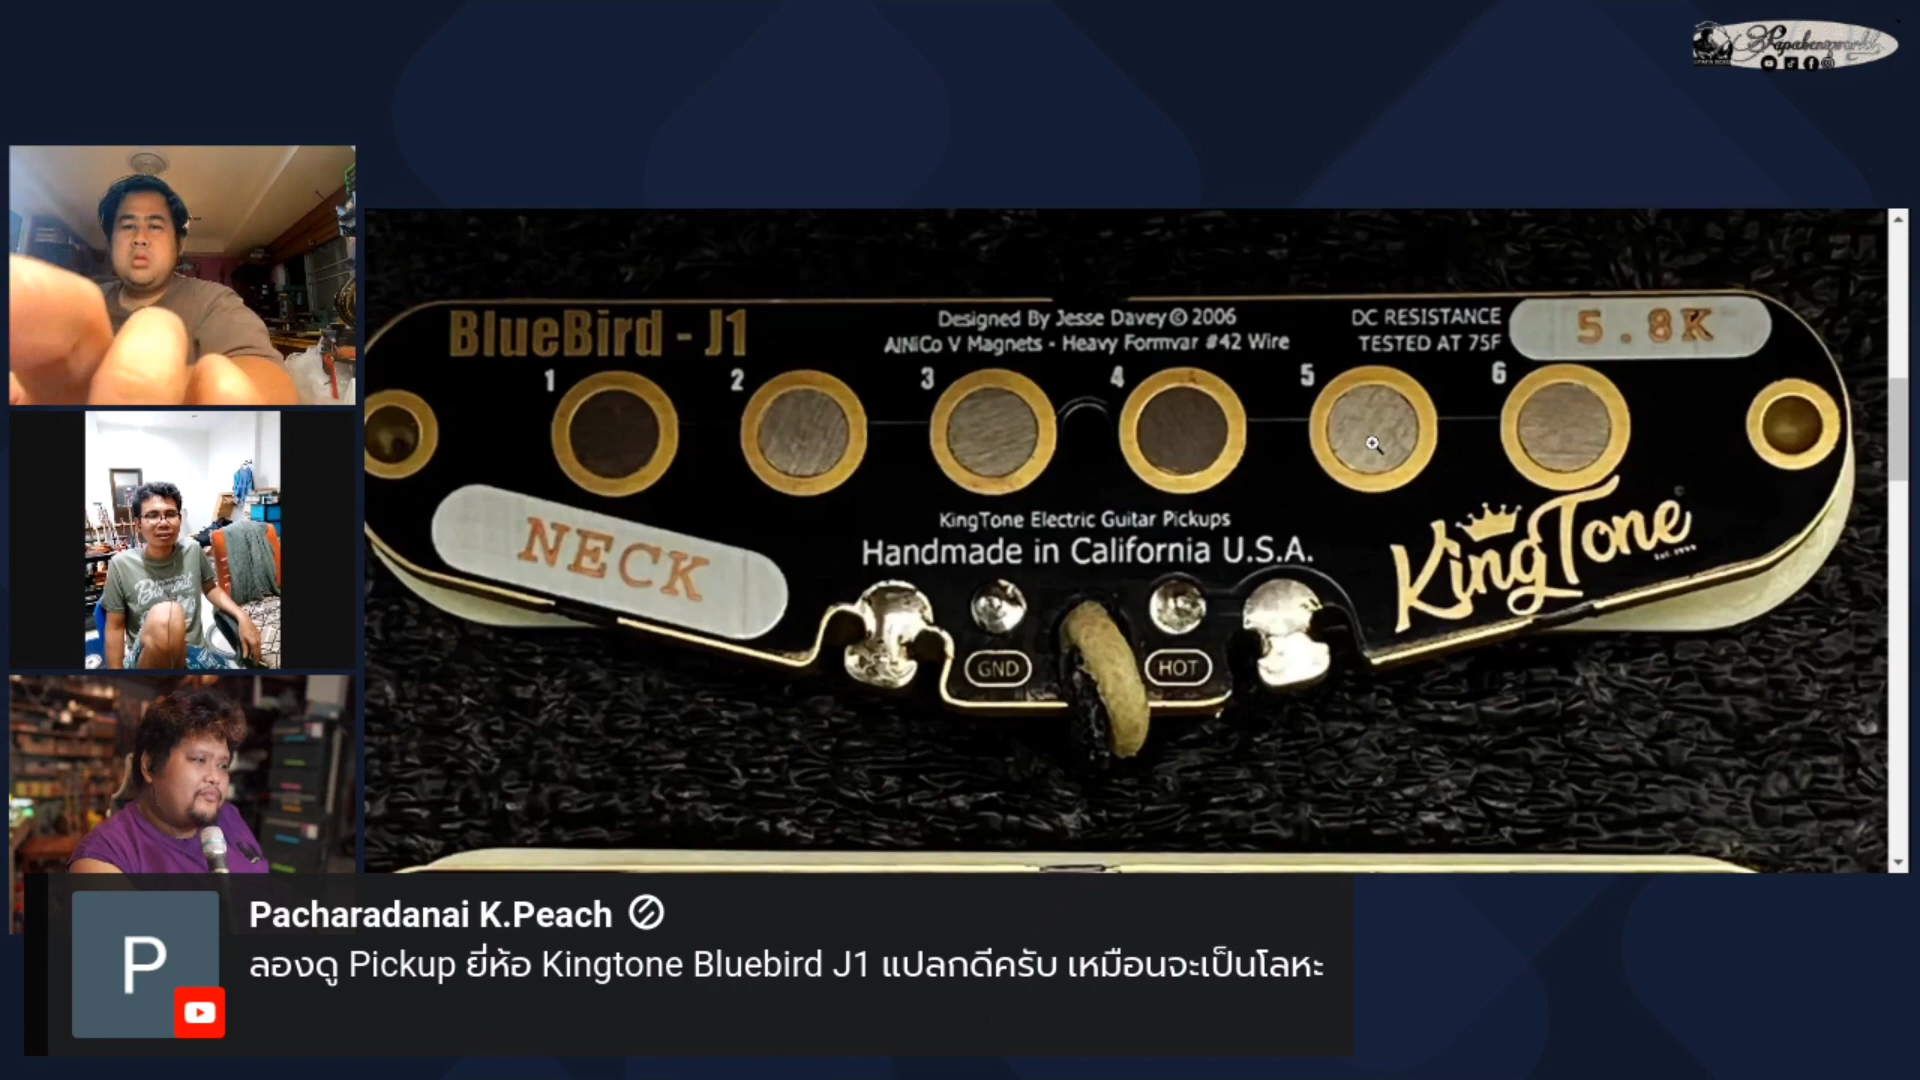 BlueBird - J1
Designed By Jesse Davey © 2006
AlNiCo V Magnets - Heavy Formvar #42 Wire
DC RESISTANCE
TESTED AT 75F
5.8K
1 2 3 4 5 6
NECK
KingTone Electric Guitar Pickups
Handmade in California U.S.A.
KingTone
GND
HOT
Pacharadanai K.Peach
P
ลองดู Pickup ยี่ห้อ Kingtone Bluebird J1 แปลกดีครับ เหมือนจะเป็นโลหะ